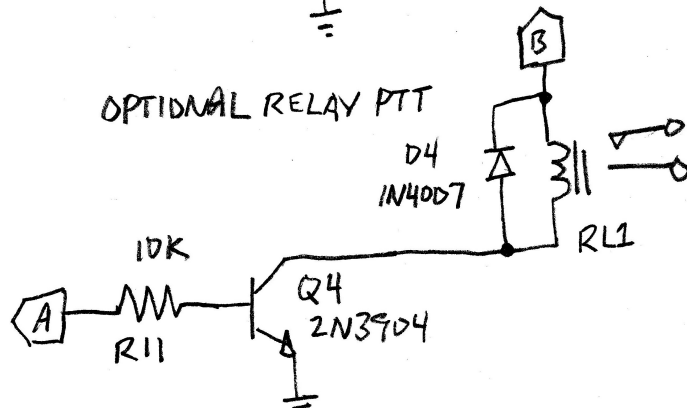 B
OPTIONAL RELAY PTT
D4
1N4007
RL1
10K
A
R11
Q4
2N3904